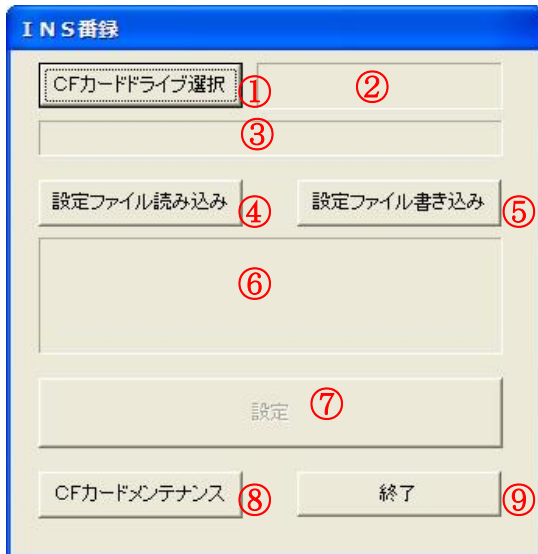 INS番録
CFカードドライブ選択 ① ②
③
設定ファイル読み込み ④ 設定ファイル書き込み ⑤
⑥
設定 ⑦
CFカードメンテナンス ⑧ 終了 ⑨